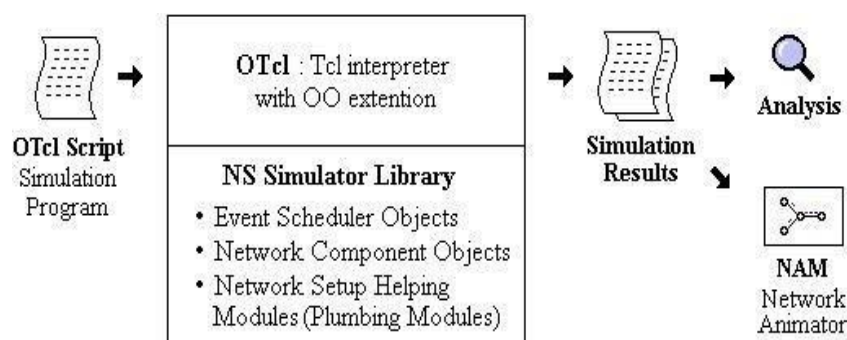 OTcl Script
Simulation
Program
OTcl : Tcl interpreter
with OO extention
NS Simulator Library
• Event Scheduler Objects
• Network Component Objects
• Network Setup Helping
Modules (Plumbing Modules)
Simulation
Results
Analysis
NAM
Network
Animator